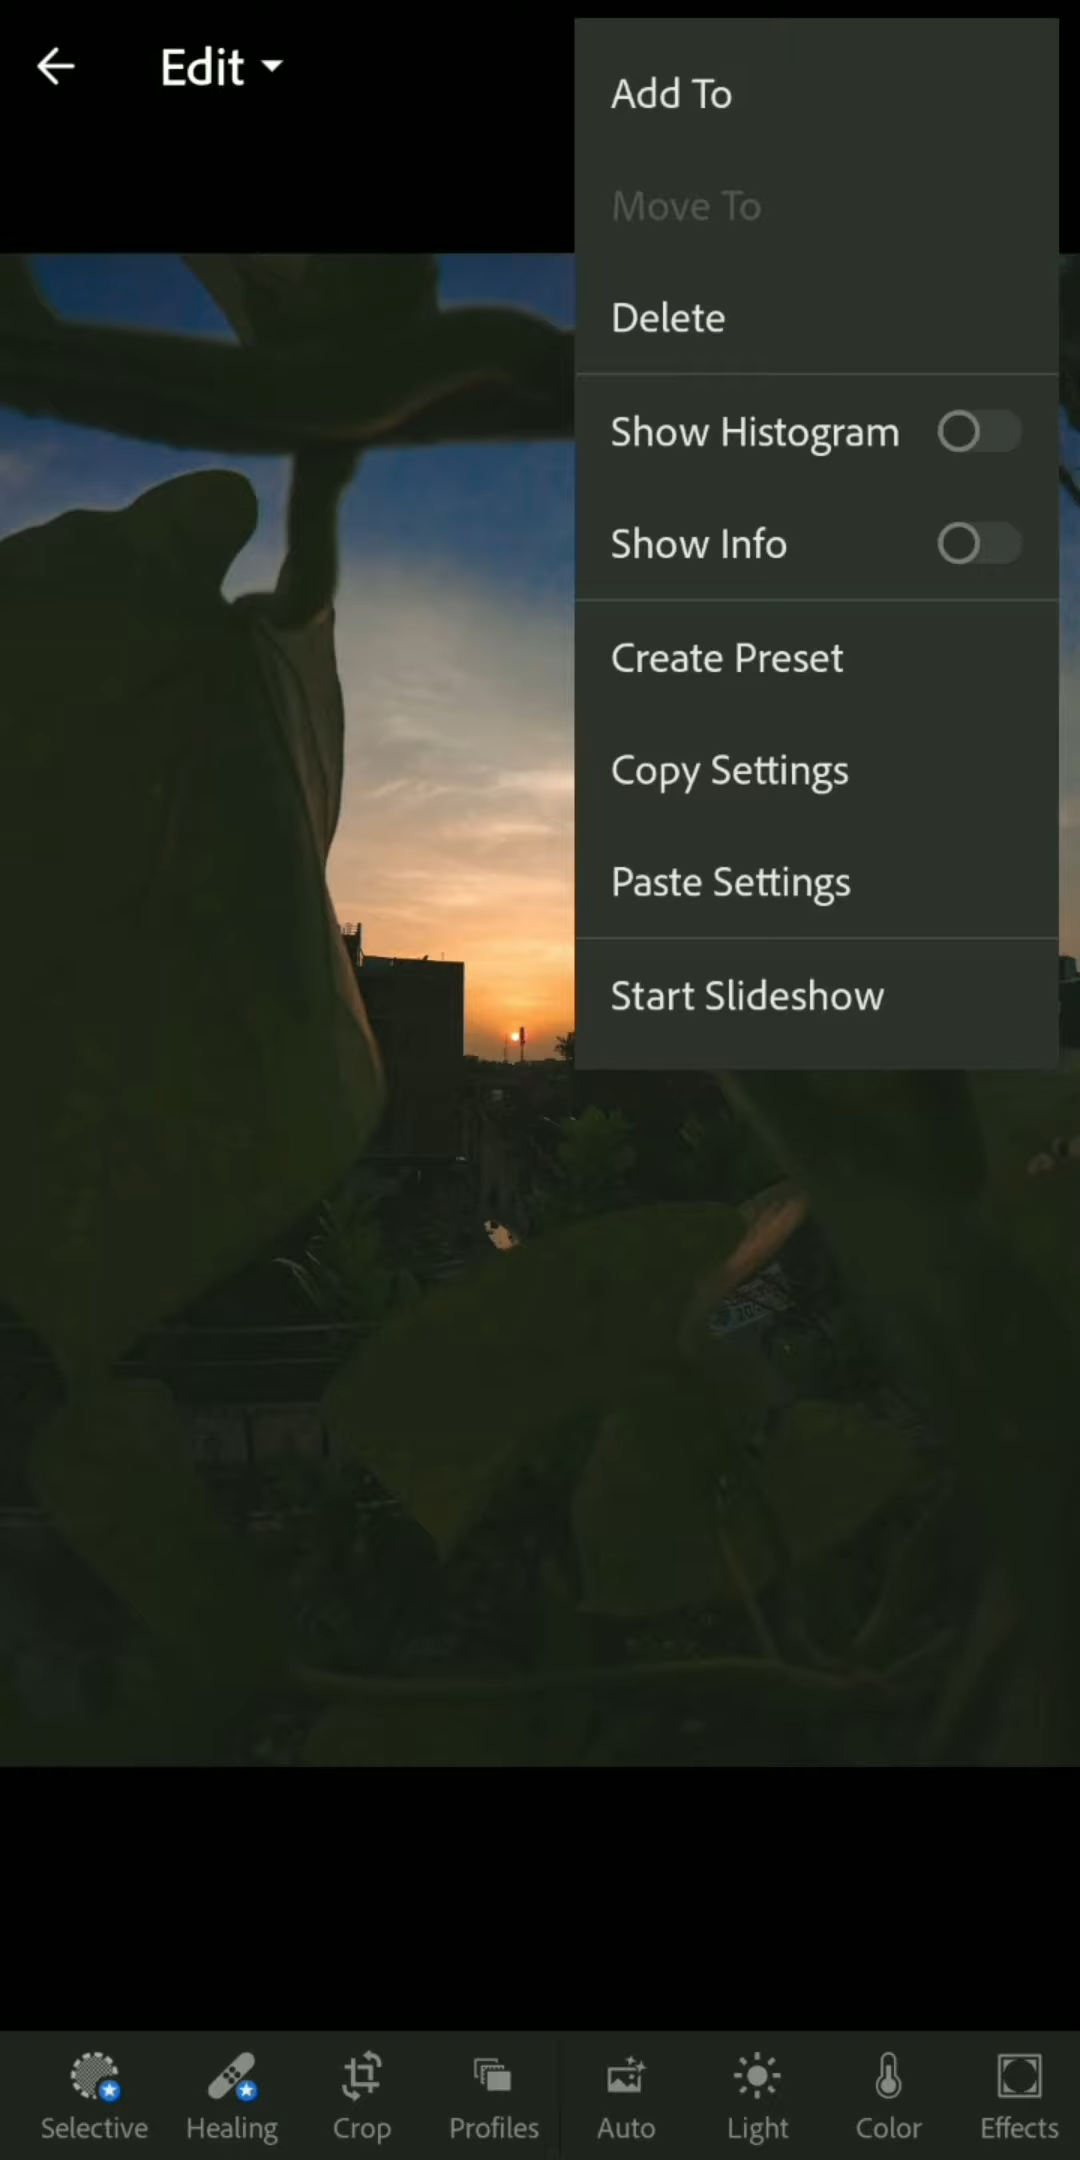 Edit
Add To
Move To
Delete
Show Histogram
Show Info
Create Preset
Copy Settings
Paste Settings
Start Slideshow
Selective
Healing
Crop
Profiles
Auto
Light
Color
Effects